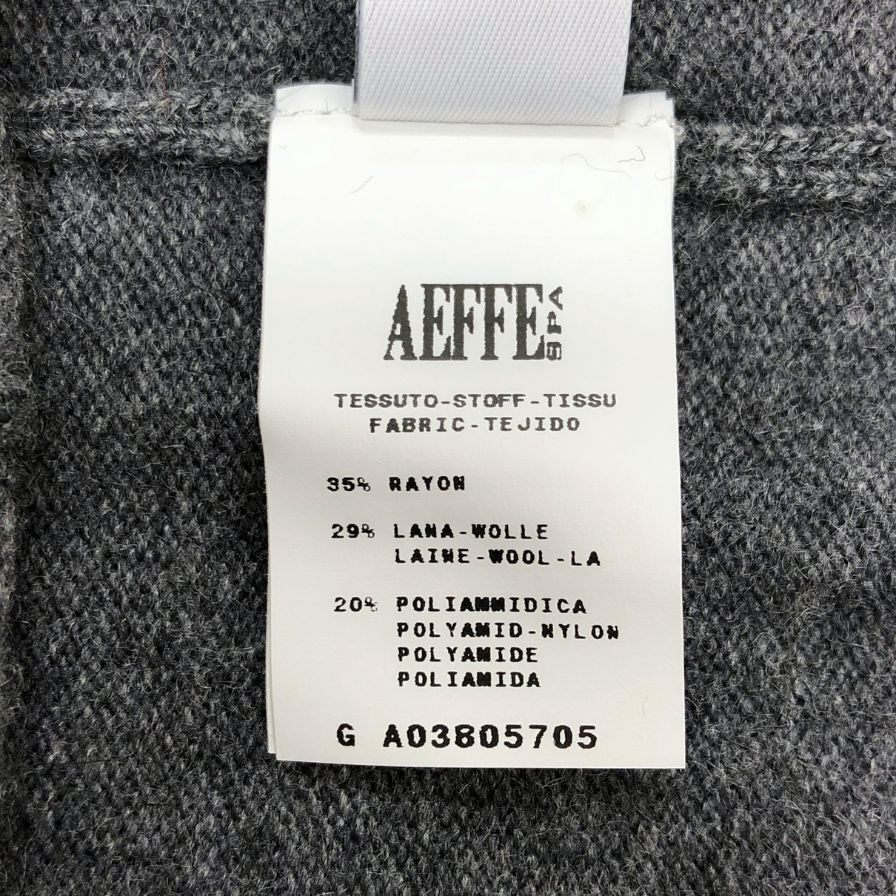 AEFFE SPA
TESSUTO-STOFF-TISSU
FABRIC-TEJIDO
35% RAYON
29% LANA-WOLLE
LAINE-WOOL-LA
20% POLIAMMIDICA
POLYAMID-NYLON
POLYAMIDE
POLIAMIDA
G A03805705